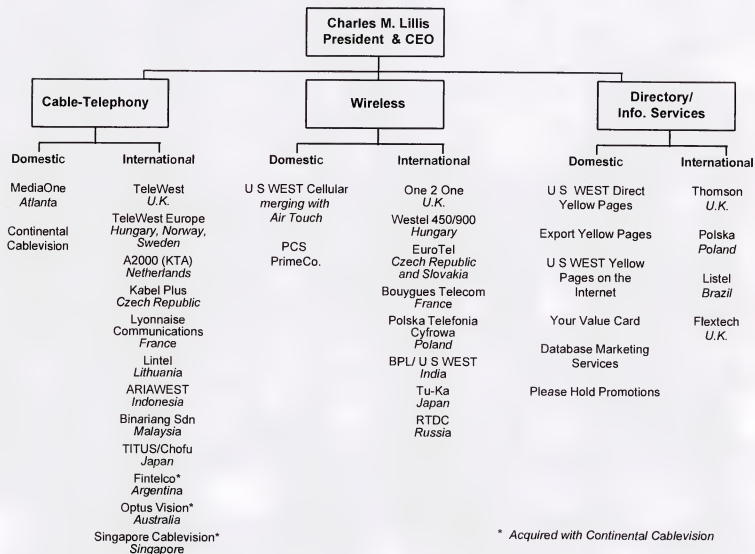 Charles M. Lillis
President & CEO
Cable-Telephony
Domestic
MediaOne
Atlanta
Continental
Cablevision
International
TeleWest
U.K.
TeleWest Europe
Hungary, Norway,
Sweden
A2000 (KTA)
Netherlands
Kabel Plus
Czech Republic
Lyonnaise
Communications
France
Lintel
Lithuania
ARIAWEST
Indonesia
Binariang Sdn
Malaysia
TITUS/Chofu
Japan
Fintelco*
Argentina
Optus Vision*
Australia
Singapore Cablevision*
Singapore
Wireless
Domestic
U S WEST Cellular
merging with
Air Touch
PCS
PrimeCo.
International
One 2 One
U.K.
Westel 450/900
Hungary
EuroTel
Czech Republic
and Slovakia
Bouygues Telecom
France
Polska Telefonia
Cyfrowa
Poland
BPL/ U S WEST
India
Tu-Ka
Japan
RTDC
Russia
Directory/
Info. Services
Domestic
U S WEST Direct
Yellow Pages
Export Yellow Pages
U S WEST Yellow
Pages on the
Internet
Your Value Card
Database Marketing
Services
Please Hold Promotions
International
Thomson
U.K.
Polska
Poland
Listel
Brazil
Flextech
U.K.
* Acquired with Continental Cablevision